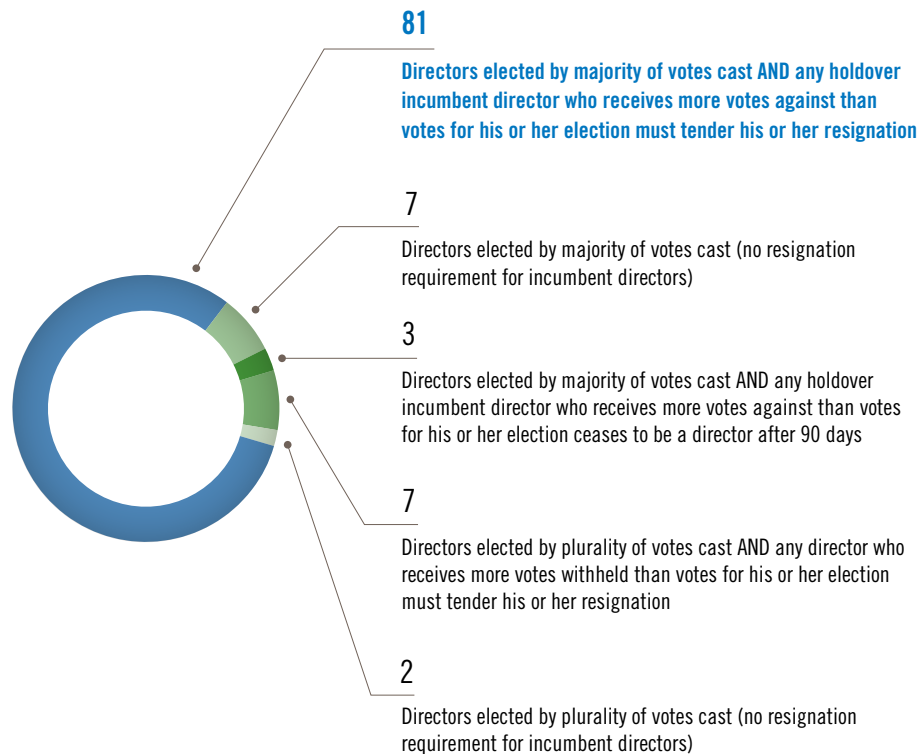 81
Directors elected by majority of votes cast AND any holdover
incumbent director who receives more votes against than
votes for his or her election must tender his or her resignation
7
Directors elected by majority of votes cast (no resignation
requirement for incumbent directors)
3
Directors elected by majority of votes cast AND any holdover
incumbent director who receives more votes against than votes
for his or her election ceases to be a director after 90 days
7
Directors elected by plurality of votes cast AND any director who
receives more votes withheld than votes for his or her election
must tender his or her resignation
2
Directors elected by plurality of votes cast (no resignation
requirement for incumbent directors)